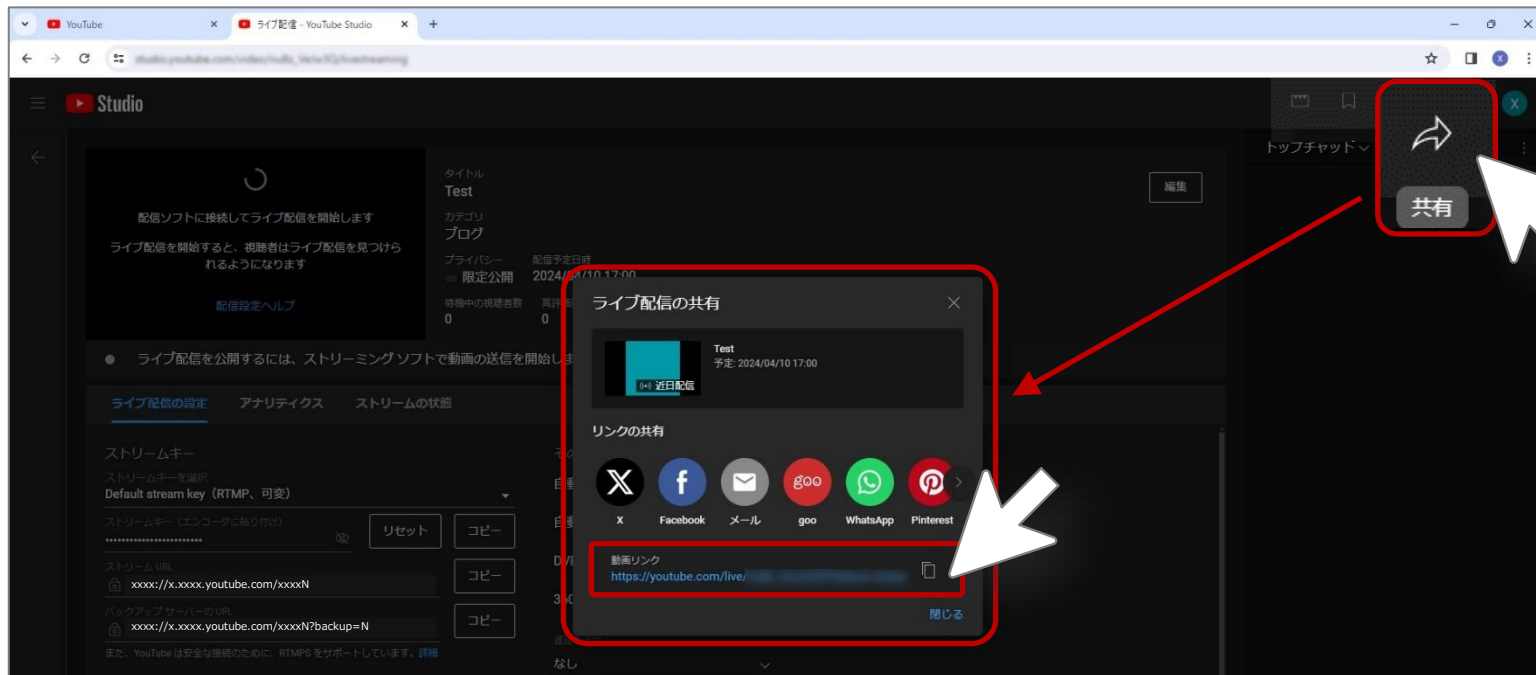 YouTube
ライブ配信 - YouTube Studio
Studio
X
X
共有
トップチャット
配信ソフトに接続してライブ配信を開始します
ライブ配信を開始すると、視聴者はライブ配信を見つけら
れるようになります
配信設定ヘルプ
タイトル
Test
カテゴリ
ブログ
プライバシー
限定公開
配信予定日時
2024/04/10 17:00
待機中の視聴者数
0
高評価
0
編集
ライブ配信を公開するには、ストリーミング ソフトで動画の送信を開始しま
ライブ配信の設定
アナリティクス
ストリームの状態
ストリームキー
ストリームキーを選択
Default stream key（RTMP、可変）
ストリームキー（エンコーダに貼り付け）
••••••••••••••••••••••••
リセット
コピー
ストリーム URL
xxxx://x.xxxx.youtube.com/xxxxN
コピー
バックアップ サーバーの URL
xxxx://x.xxxx.youtube.com/xxxxN?backup=N
コピー
また、YouTube は安全な接続のために、RTMPS をサポートしています。詳細
なし
ライブ配信の共有
Test
予定: 2024/04/10 17:00
近日配信
リンクの共有
X
Facebook
メール
goo
goo
WhatsApp
Pinterest
動画リンク
https://youtube.com/live/
閉じる